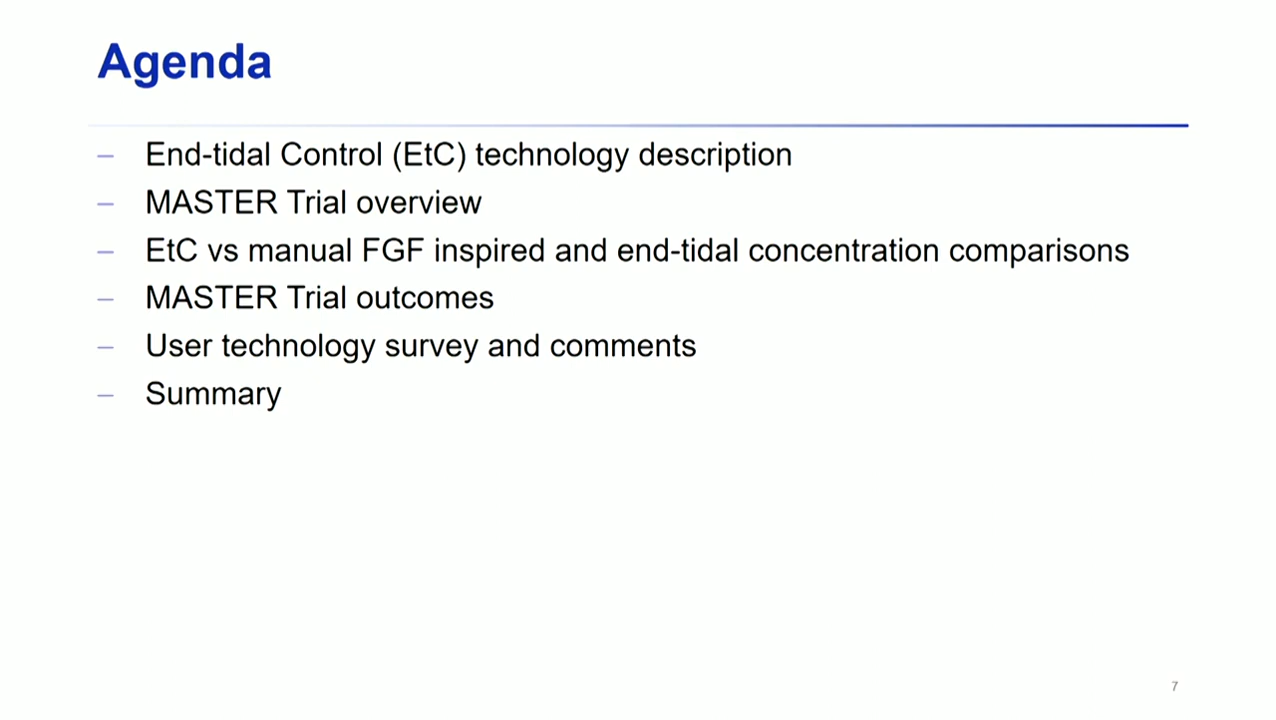 Agenda
– End-tidal Control (EtC) technology description
– MASTER Trial overview
– EtC vs manual FGF inspired and end-tidal concentration comparisons
– MASTER Trial outcomes
– User technology survey and comments
– Summary
7